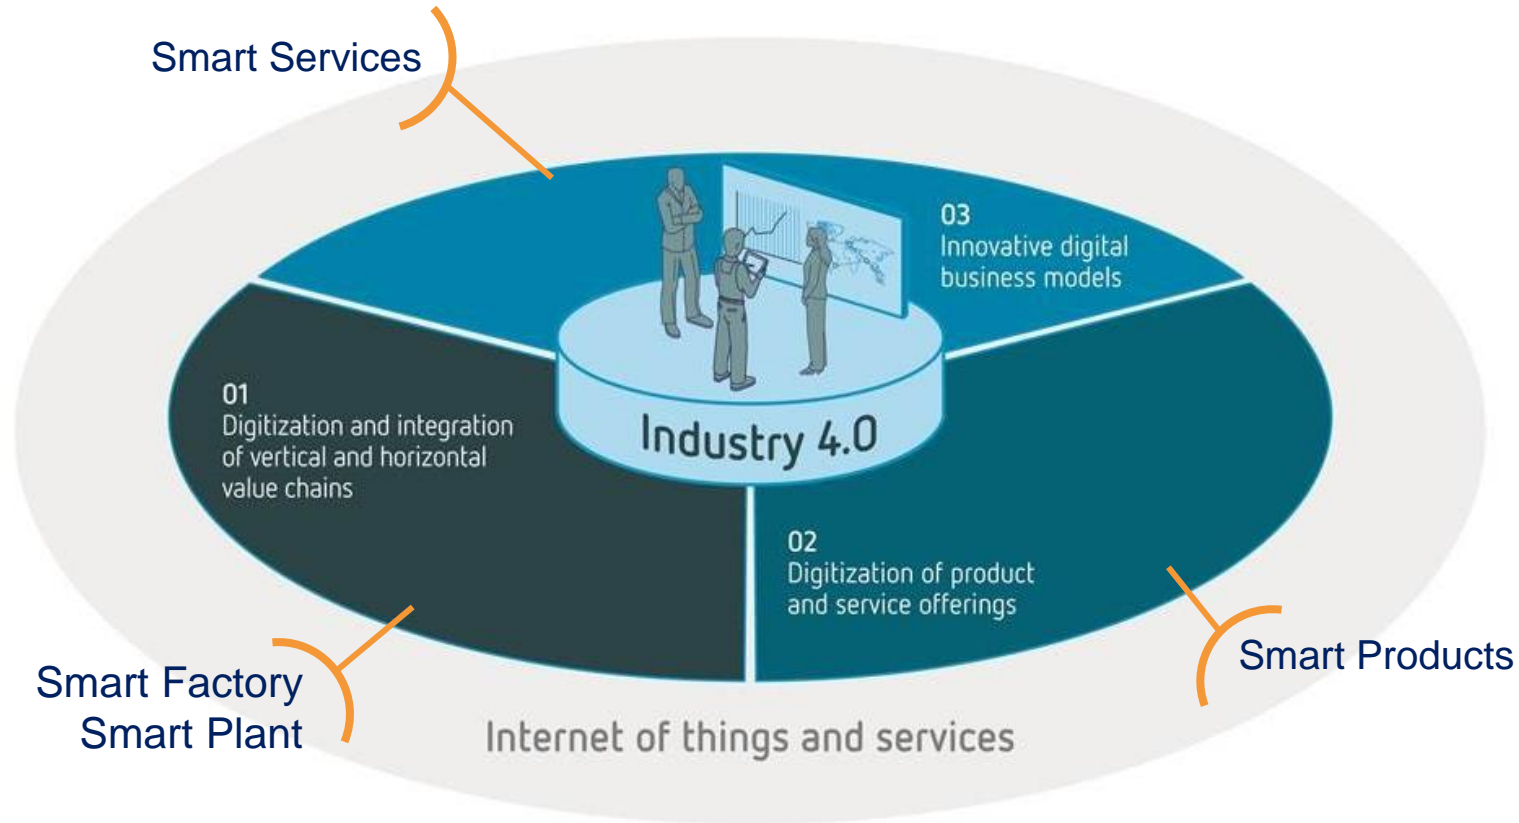 Smart Services
03
Innovative digital
business models
01
Digitization and integration
of vertical and horizontal
value chains
Industry 4.0
02
Digitization of product
and service offerings
Smart Products
Smart Factory
Smart Plant
Internet of things and services